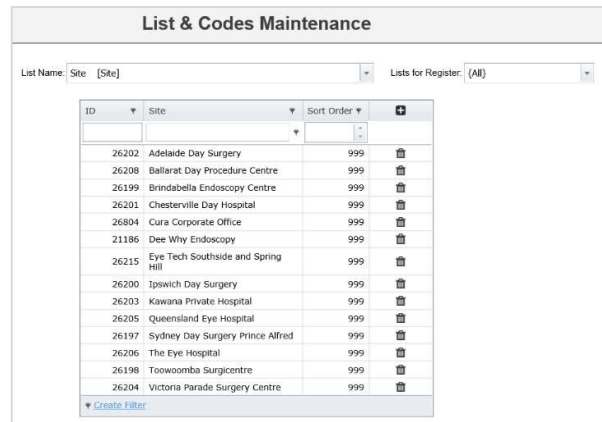 List & Codes Maintenance
List Name: Site [Site] Lists for Register: {All}
ID Site Sort Order
26202 Adelaide Day Surgery 999
26208 Ballarat Day Procedure Centre 999
26199 Brindabella Endoscopy Centre 999
26201 Chesterville Day Hospital 999
26804 Cura Corporate Office 999
21186 Dee Why Endoscopy 999
26215 Eye Tech Southside and Spring 999
Hill
26200 Ipswich Day Surgery 999
26203 Kawana Private Hospital 999
26205 Queensland Eye Hospital 999
26197 Sydney Day Surgery Prince Alfred 999
26206 The Eye Hospital 999
26198 Toowoomba Surgicentre 999
26204 Victoria Parade Surgery Centre 999
Create Filter